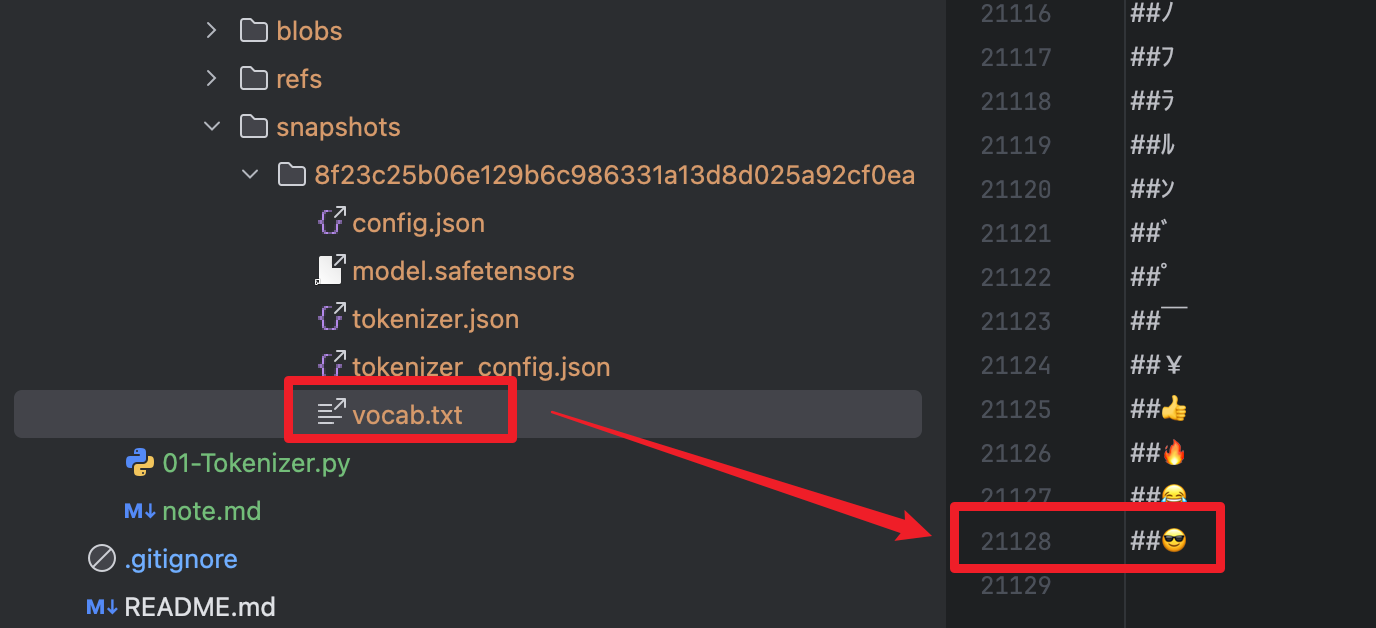 blobs
refs
snapshots
8f23c25b06e129b6c986331a13d8d025a92cf0ea
config.json
model.safetensors
tokenizer.json
tokenizer_config.json
vocab.txt
01-Tokenizer.py
M↓ note.md
.gitignore
M↓ README.md
21116 ##ﾉ
21117 ##ﾌ
21118 ##ﾗ
21119 ##ﾙ
21120 ##ﾝ
21121 ##ﾞ
21122 ##ﾟ
21123 ##￣
21124 ##￥
21125 ##👍
21126 ##🔥
21127 ##😂
21128 ##😎
21129